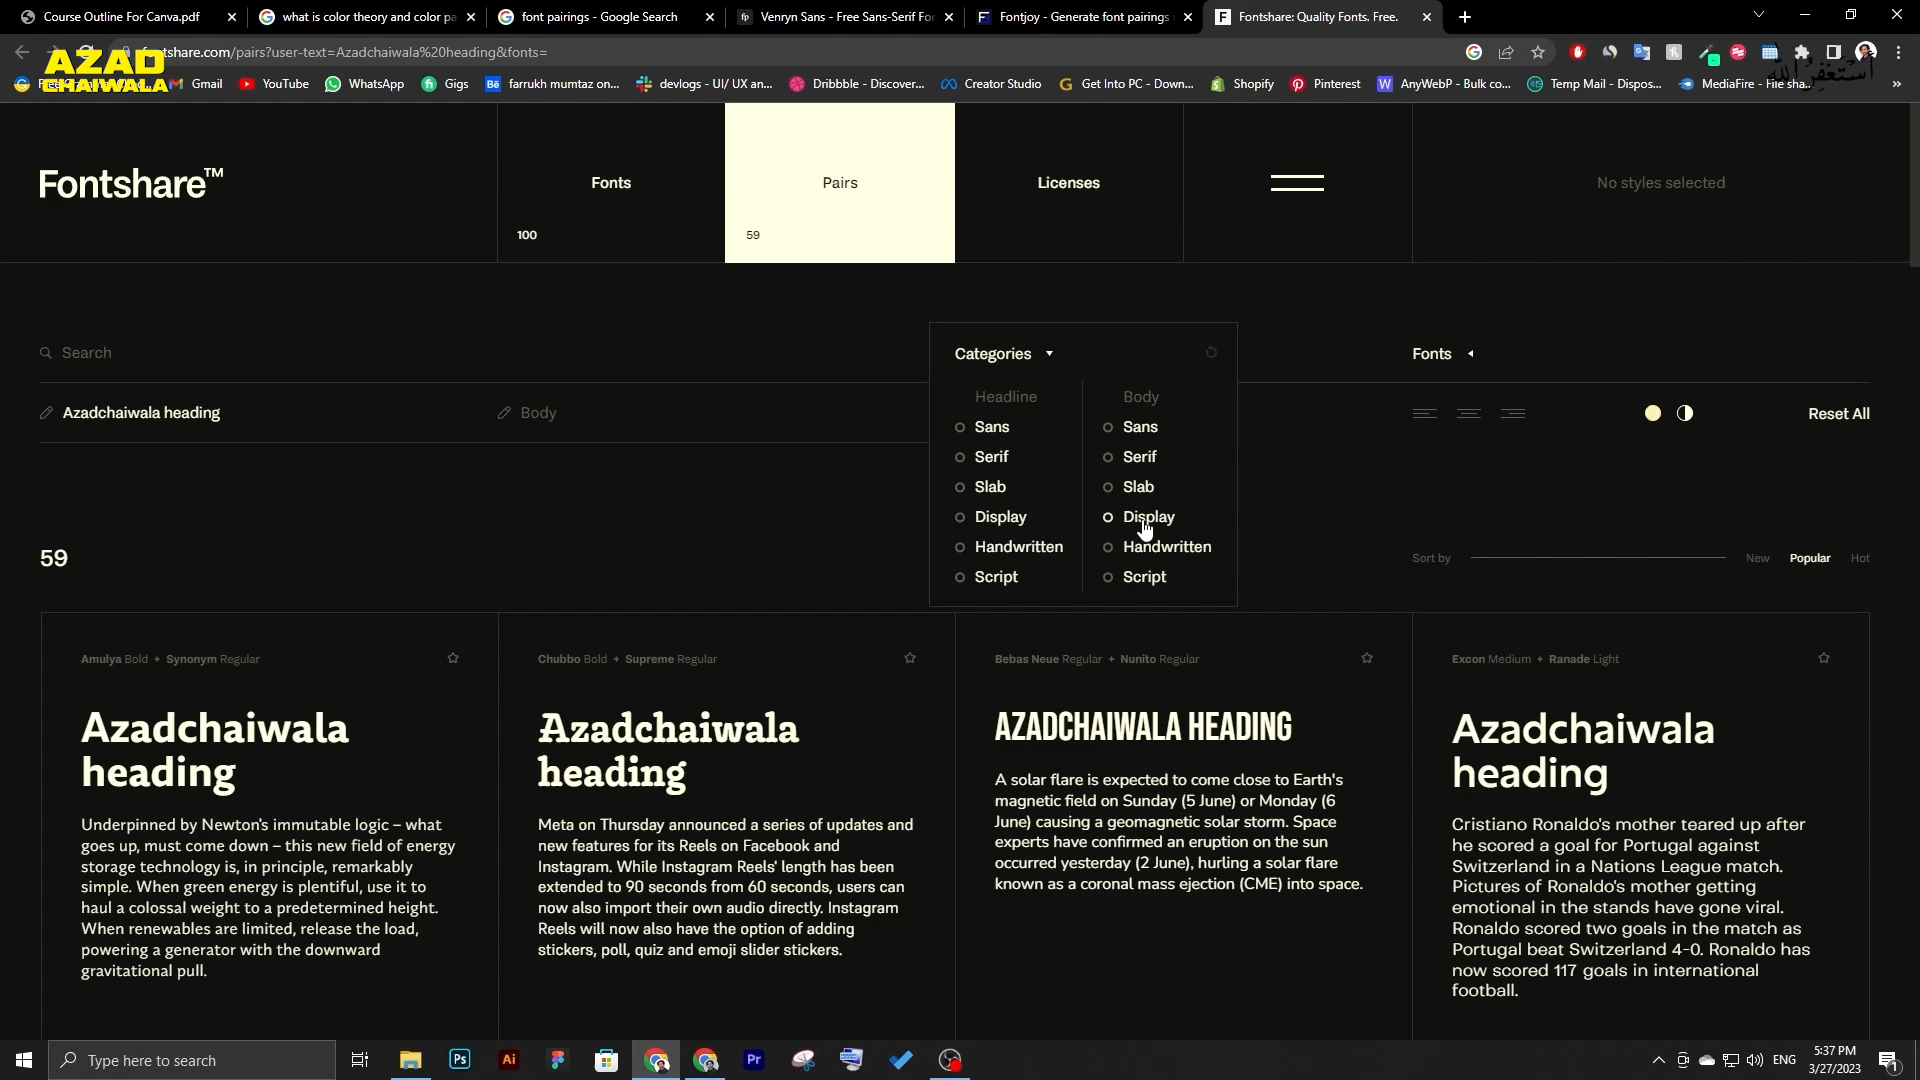 Course Outline For Canva.pdf
what is color theory and color pa
font pairings - Google Search
Venryn Sans - Free Sans-Serif For
Fontjoy - Generate font pairings
Fontshare: Quality Fonts. Free.
fontshare.com/pairs?user-text=Azadchaiwala%20heading&fonts=
AZAD
CHAIWALA
Gmail
YouTube
WhatsApp
Gigs
farrukh mumtaz on...
devlogs - UI/ UX an...
Dribbble - Discover...
Creator Studio
Get Into PC - Down...
Shopify
Pinterest
AnyWebP - Bulk co...
Temp Mail - Dispos...
MediaFire - File sha...
أستغفر الله
Fontshare™
Fonts
100
Pairs
59
Licenses
No styles selected
Search
Categories
Fonts
Azadchaiwala heading
Body
Headline
Sans
Serif
Slab
Display
Handwritten
Script
Body
Sans
Serif
Slab
Display
Handwritten
Script
Reset All
59
Sort by
New
Popular
Hot
Amulya Bold + Synonym Regular
Azadchaiwala
heading
Underpinned by Newton's immutable logic – what
goes up, must come down – this new field of energy
storage technology is, in principle, remarkably
simple. When green energy is plentiful, use it to
haul a colossal weight to a predetermined height.
When renewables are limited, release the load,
powering a generator with the downward
gravitational pull.
Chubbo Bold + Supreme Regular
Azadchaiwala
heading
Meta on Thursday announced a series of updates and
new features for its Reels on Facebook and
Instagram. While Instagram Reels' length has been
extended to 90 seconds from 60 seconds, users can
now also import their own audio directly. Instagram
Reels will now also have the option of adding
stickers, poll, quiz and emoji slider stickers.
Bebas Neue Regular + Nunito Regular
AZADCHAIWALA HEADING
A solar flare is expected to come close to Earth's
magnetic field on Sunday (5 June) or Monday (6
June) causing a geomagnetic solar storm. Space
experts have confirmed an eruption on the sun
occurred yesterday (2 June), hurling a solar flare
known as a coronal mass ejection (CME) into space.
Excon Medium + Ranade Light
Azadchaiwala
heading
Cristiano Ronaldo's mother teared up after
he scored a goal for Portugal against
Switzerland in a Nations League match.
Pictures of Ronaldo's mother getting
emotional in the stands have gone viral.
Ronaldo scored two goals in the match as
Portugal beat Switzerland 4-0. Ronaldo has
now scored 117 goals in international
football.
Type here to search
ENG
5:37 PM
3/27/2023